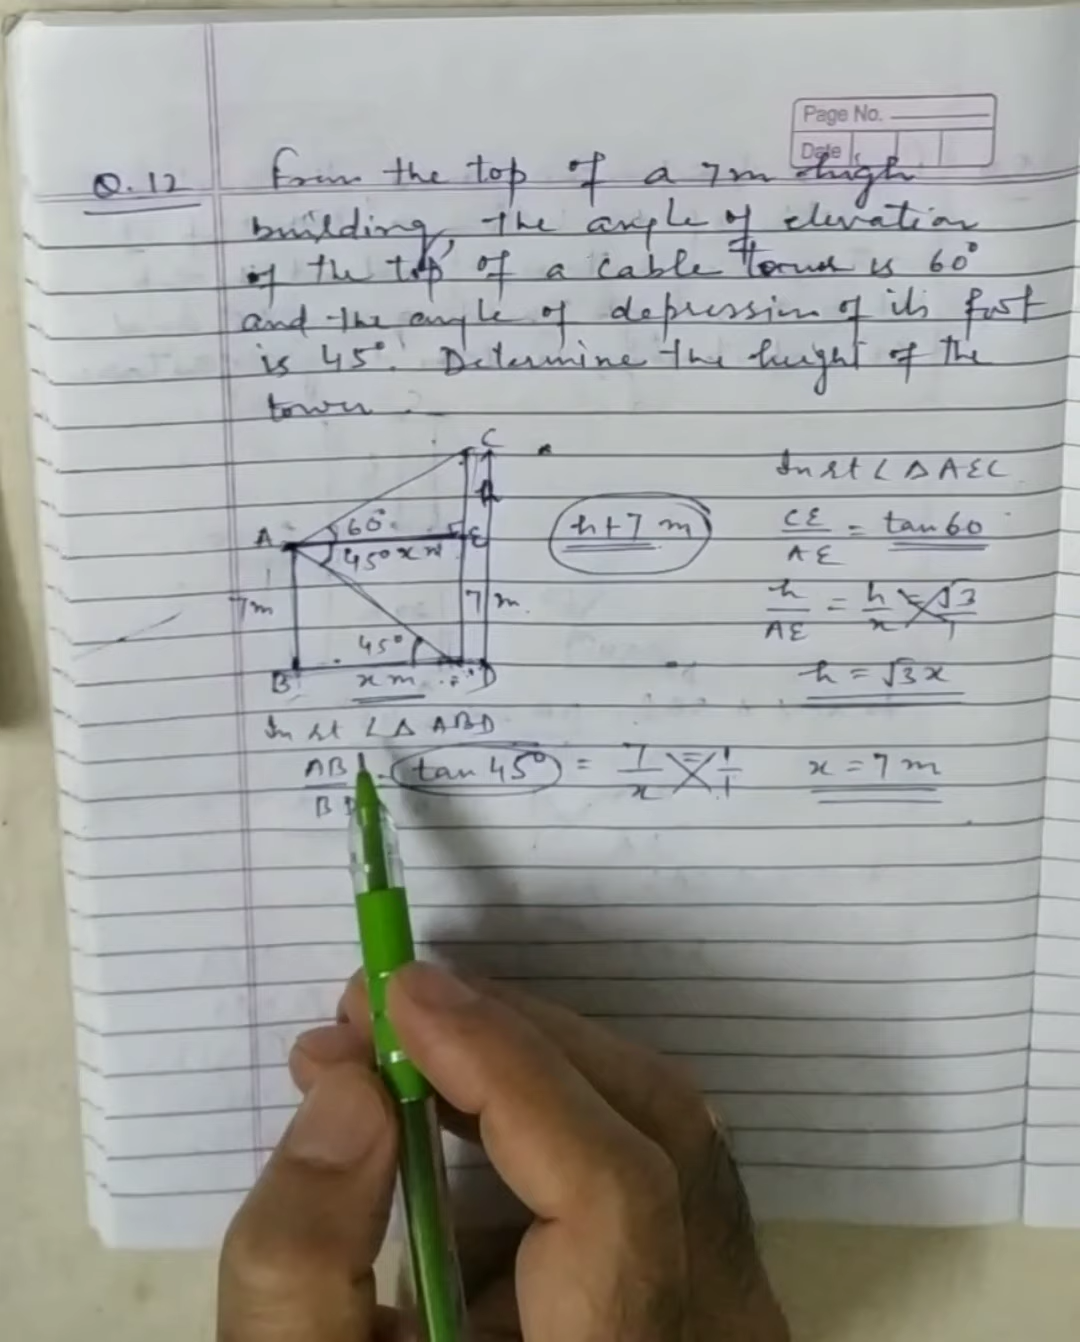 Page No.
Date
Q.12 From the top of a 7m high
building, the angle of elevation
of the top of a cable tower is 60°
and the angle of depression of its foot
is 45°. Determine the height of the
tower.
C
h
A 60° E
45° x m
7m
7 m
45°
B x m D
h+7 m
In rt ∠ △ AEC
CE/AE = tan60
h/AE = h/x = √3/1
h = √3x
In rt ∠ △ ABD
AB/BD = tan 45° = 7/x = 1/1 x = 7 m